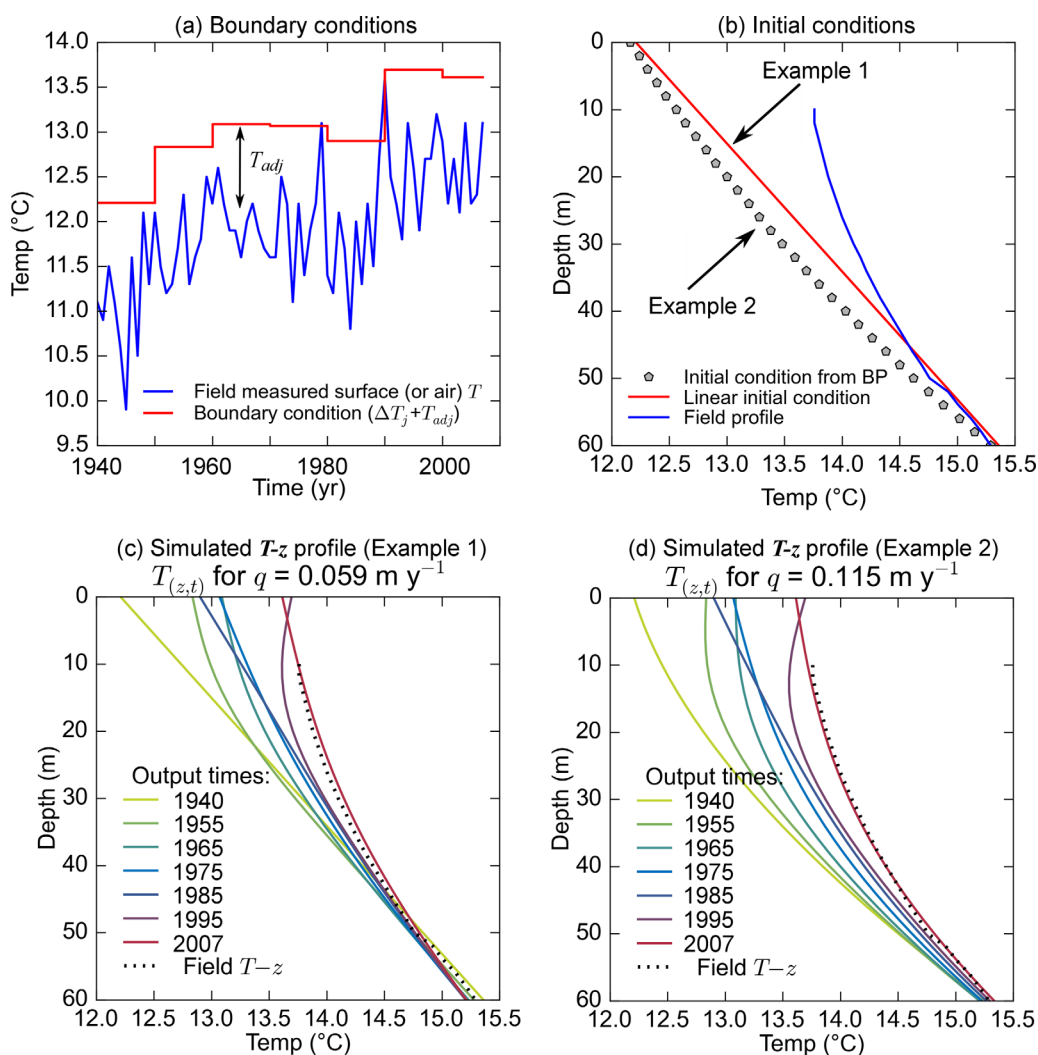 (a) Boundary conditions
14.0
13.5
13.0
12.5
12.0
11.5
11.0
10.5
10.0
9.5
Temp (°C)
T_adj
Field measured surface (or air) T
Boundary condition (ΔT_j+T_adj)
1940
1950
1960
1970
1980
1990
2000
Time (yr)
(b) Initial conditions
0
10
20
30
40
50
60
Depth (m)
Example 1
Example 2
Initial condition from BP
Linear initial condition
Field profile
12.0 12.5 13.0 13.5 14.0 14.5 15.0 15.5
Temp (°C)
(c) Simulated T-z profile (Example 1)
T(z,t) for q = 0.059 m y⁻¹
0
10
20
30
40
50
60
Depth (m)
Output times:
1940
1955
1965
1975
1985
1995
2007
Field T−z
12.0 12.5 13.0 13.5 14.0 14.5 15.0 15.5
Temp (°C)
(d) Simulated T-z profile (Example 2)
T(z,t) for q = 0.115 m y⁻¹
0
10
20
30
40
50
60
Depth (m)
Output times:
1940
1955
1965
1975
1985
1995
2007
Field T−z
12.0 12.5 13.0 13.5 14.0 14.5 15.0 15.5
Temp (°C)